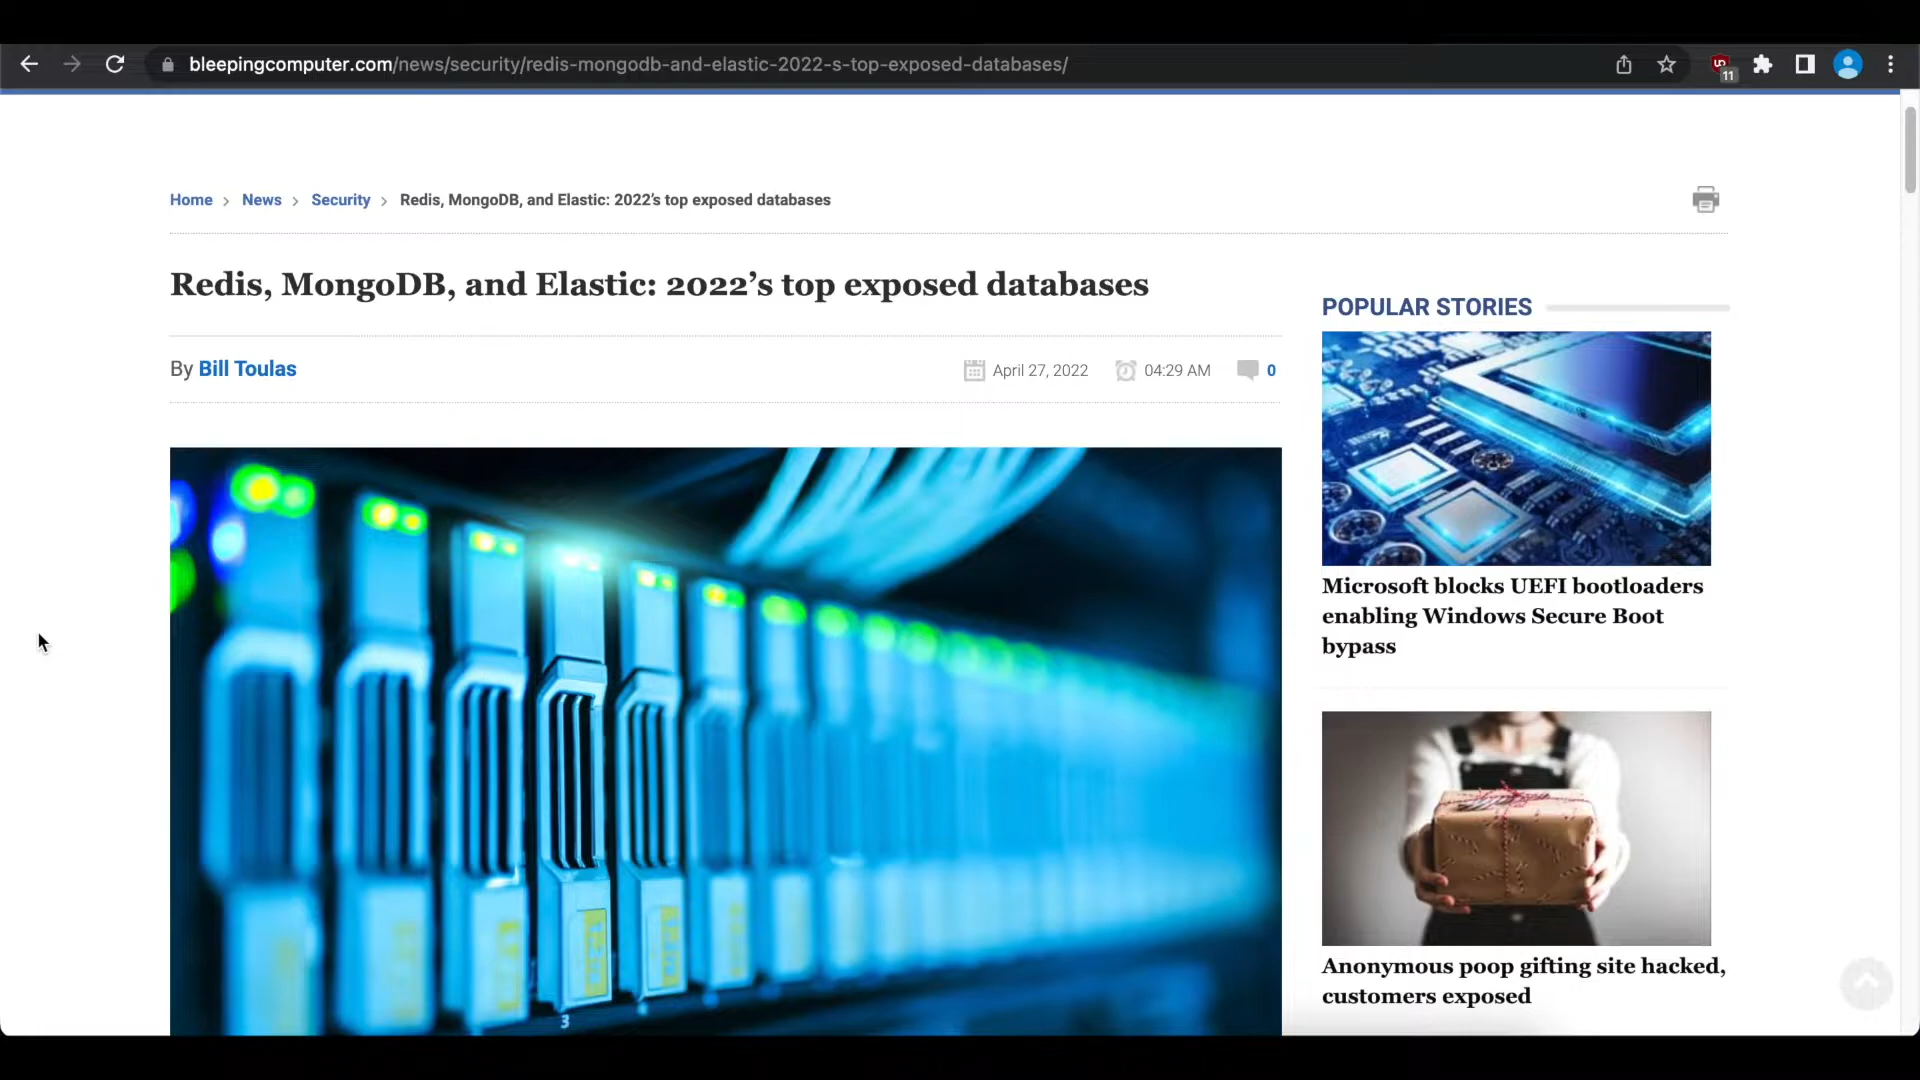 bleepingcomputer.com/news/security/redis-mongodb-and-elastic-2022-s-top-exposed-databases/
11
Home > News > Security > Redis, MongoDB, and Elastic: 2022's top exposed databases
Redis, MongoDB, and Elastic: 2022's top exposed databases
By Bill Toulas
April 27, 2022 04:29 AM 0
3
POPULAR STORIES
Microsoft blocks UEFI bootloaders
enabling Windows Secure Boot
bypass
Anonymous poop gifting site hacked,
customers exposed